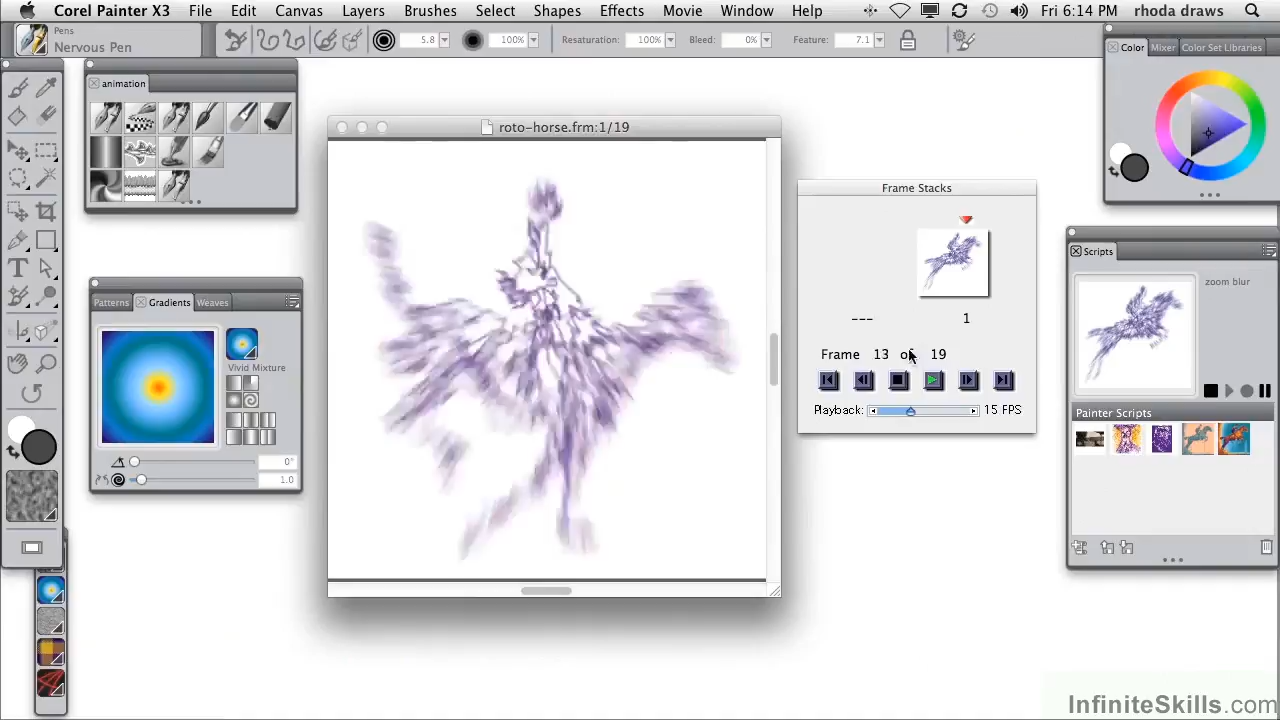 Corel Painter X3 File Edit Canvas Layers Brushes Select Shapes Effects Movie Window Help Fri 6:14 PM rhoda draws
Pens
Nervous Pen
5.8 100% Resaturation: 100% Bleed: 0% Feature: 7.1
animation
Color Mixer Color Set Libraries
roto-horse.frm:1/19
Frame Stacks
--- 1
Frame 13 of 19
Playback: 15 FPS
Patterns Gradients Weaves
Vivid Mixture
0°
1.0
Scripts
zoom blur
Painter Scripts
T
InfiniteSkills.com